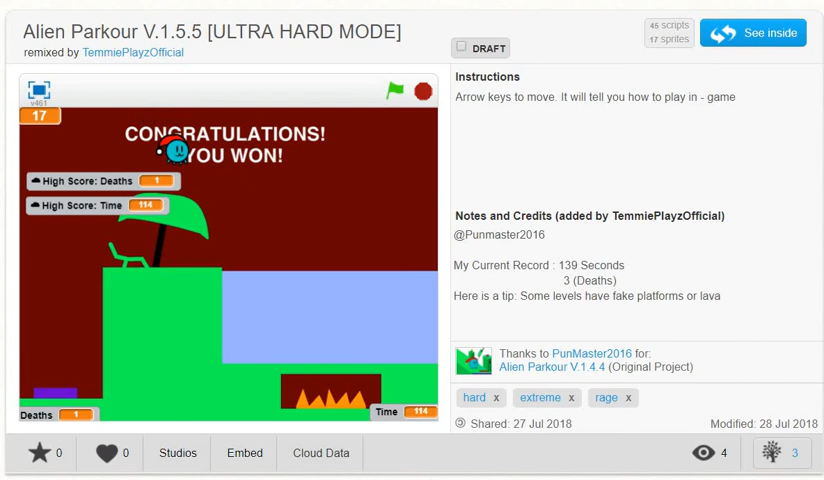 Alien Parkour V.1.5.5 [ULTRA HARD MODE]
remixed by TemmiePlayzOfficial
45 scripts
17 sprites
See inside
DRAFT
v461
17
CONGRATULATIONS!
YOU WON!
High Score: Deaths 1
High Score: Time 114
Deaths 1
Time 114
Instructions
Arrow keys to move. It will tell you how to play in - game
Notes and Credits (added by TemmiePlayzOfficial)
@Punmaster2016
My Current Record : 139 Seconds
3 (Deaths)
Here is a tip: Some levels have fake platforms or lava
Thanks to PunMaster2016 for:
Alien Parkour V.1.4.4 (Original Project)
hard x extreme x rage x
Shared: 27 Jul 2018 Modified: 28 Jul 2018
0 0 Studios Embed Cloud Data 4 3